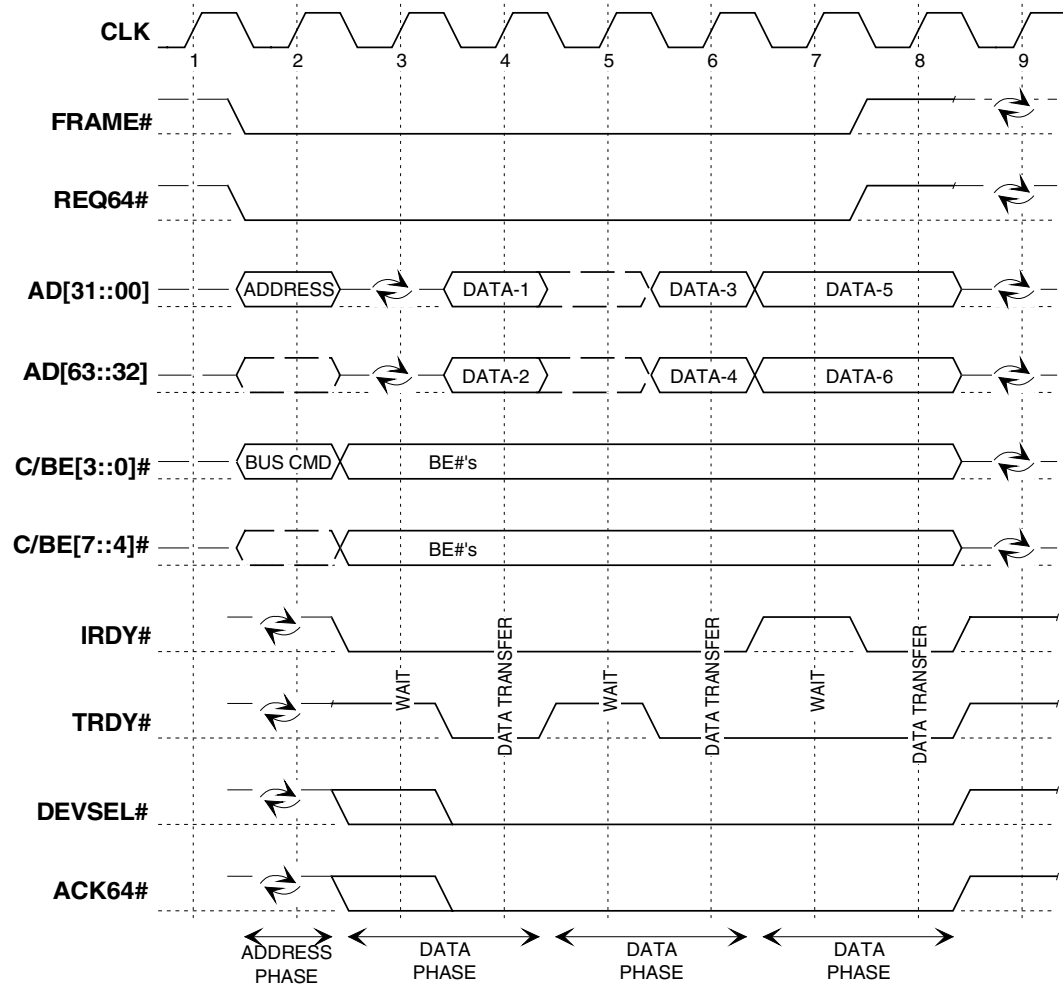 CLK
1 2 3 4 5 6 7 8 9
FRAME#
REQ64#
AD[31::00]
ADDRESS DATA-1 DATA-3 DATA-5
AD[63::32]
DATA-2 DATA-4 DATA-6
C/BE[3::0]#
BUS CMD BE#'s
C/BE[7::4]#
BE#'s
IRDY#
WAIT
DATA TRANSFER
WAIT
DATA TRANSFER
WAIT
DATA TRANSFER
TRDY#
DEVSEL#
ACK64#
ADDRESS
PHASE
DATA
PHASE
DATA
PHASE
DATA
PHASE